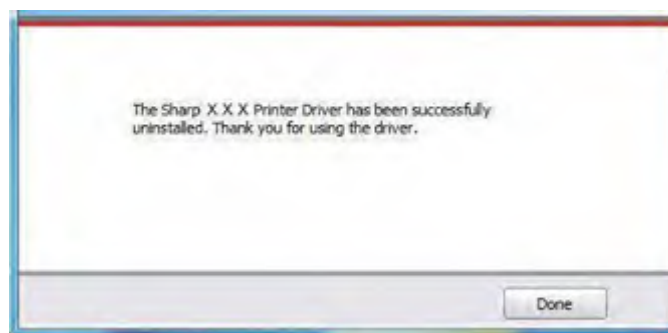 The Sharp X X X Printer Driver has been successfully
uninstalled. Thank you for using the driver.
Done